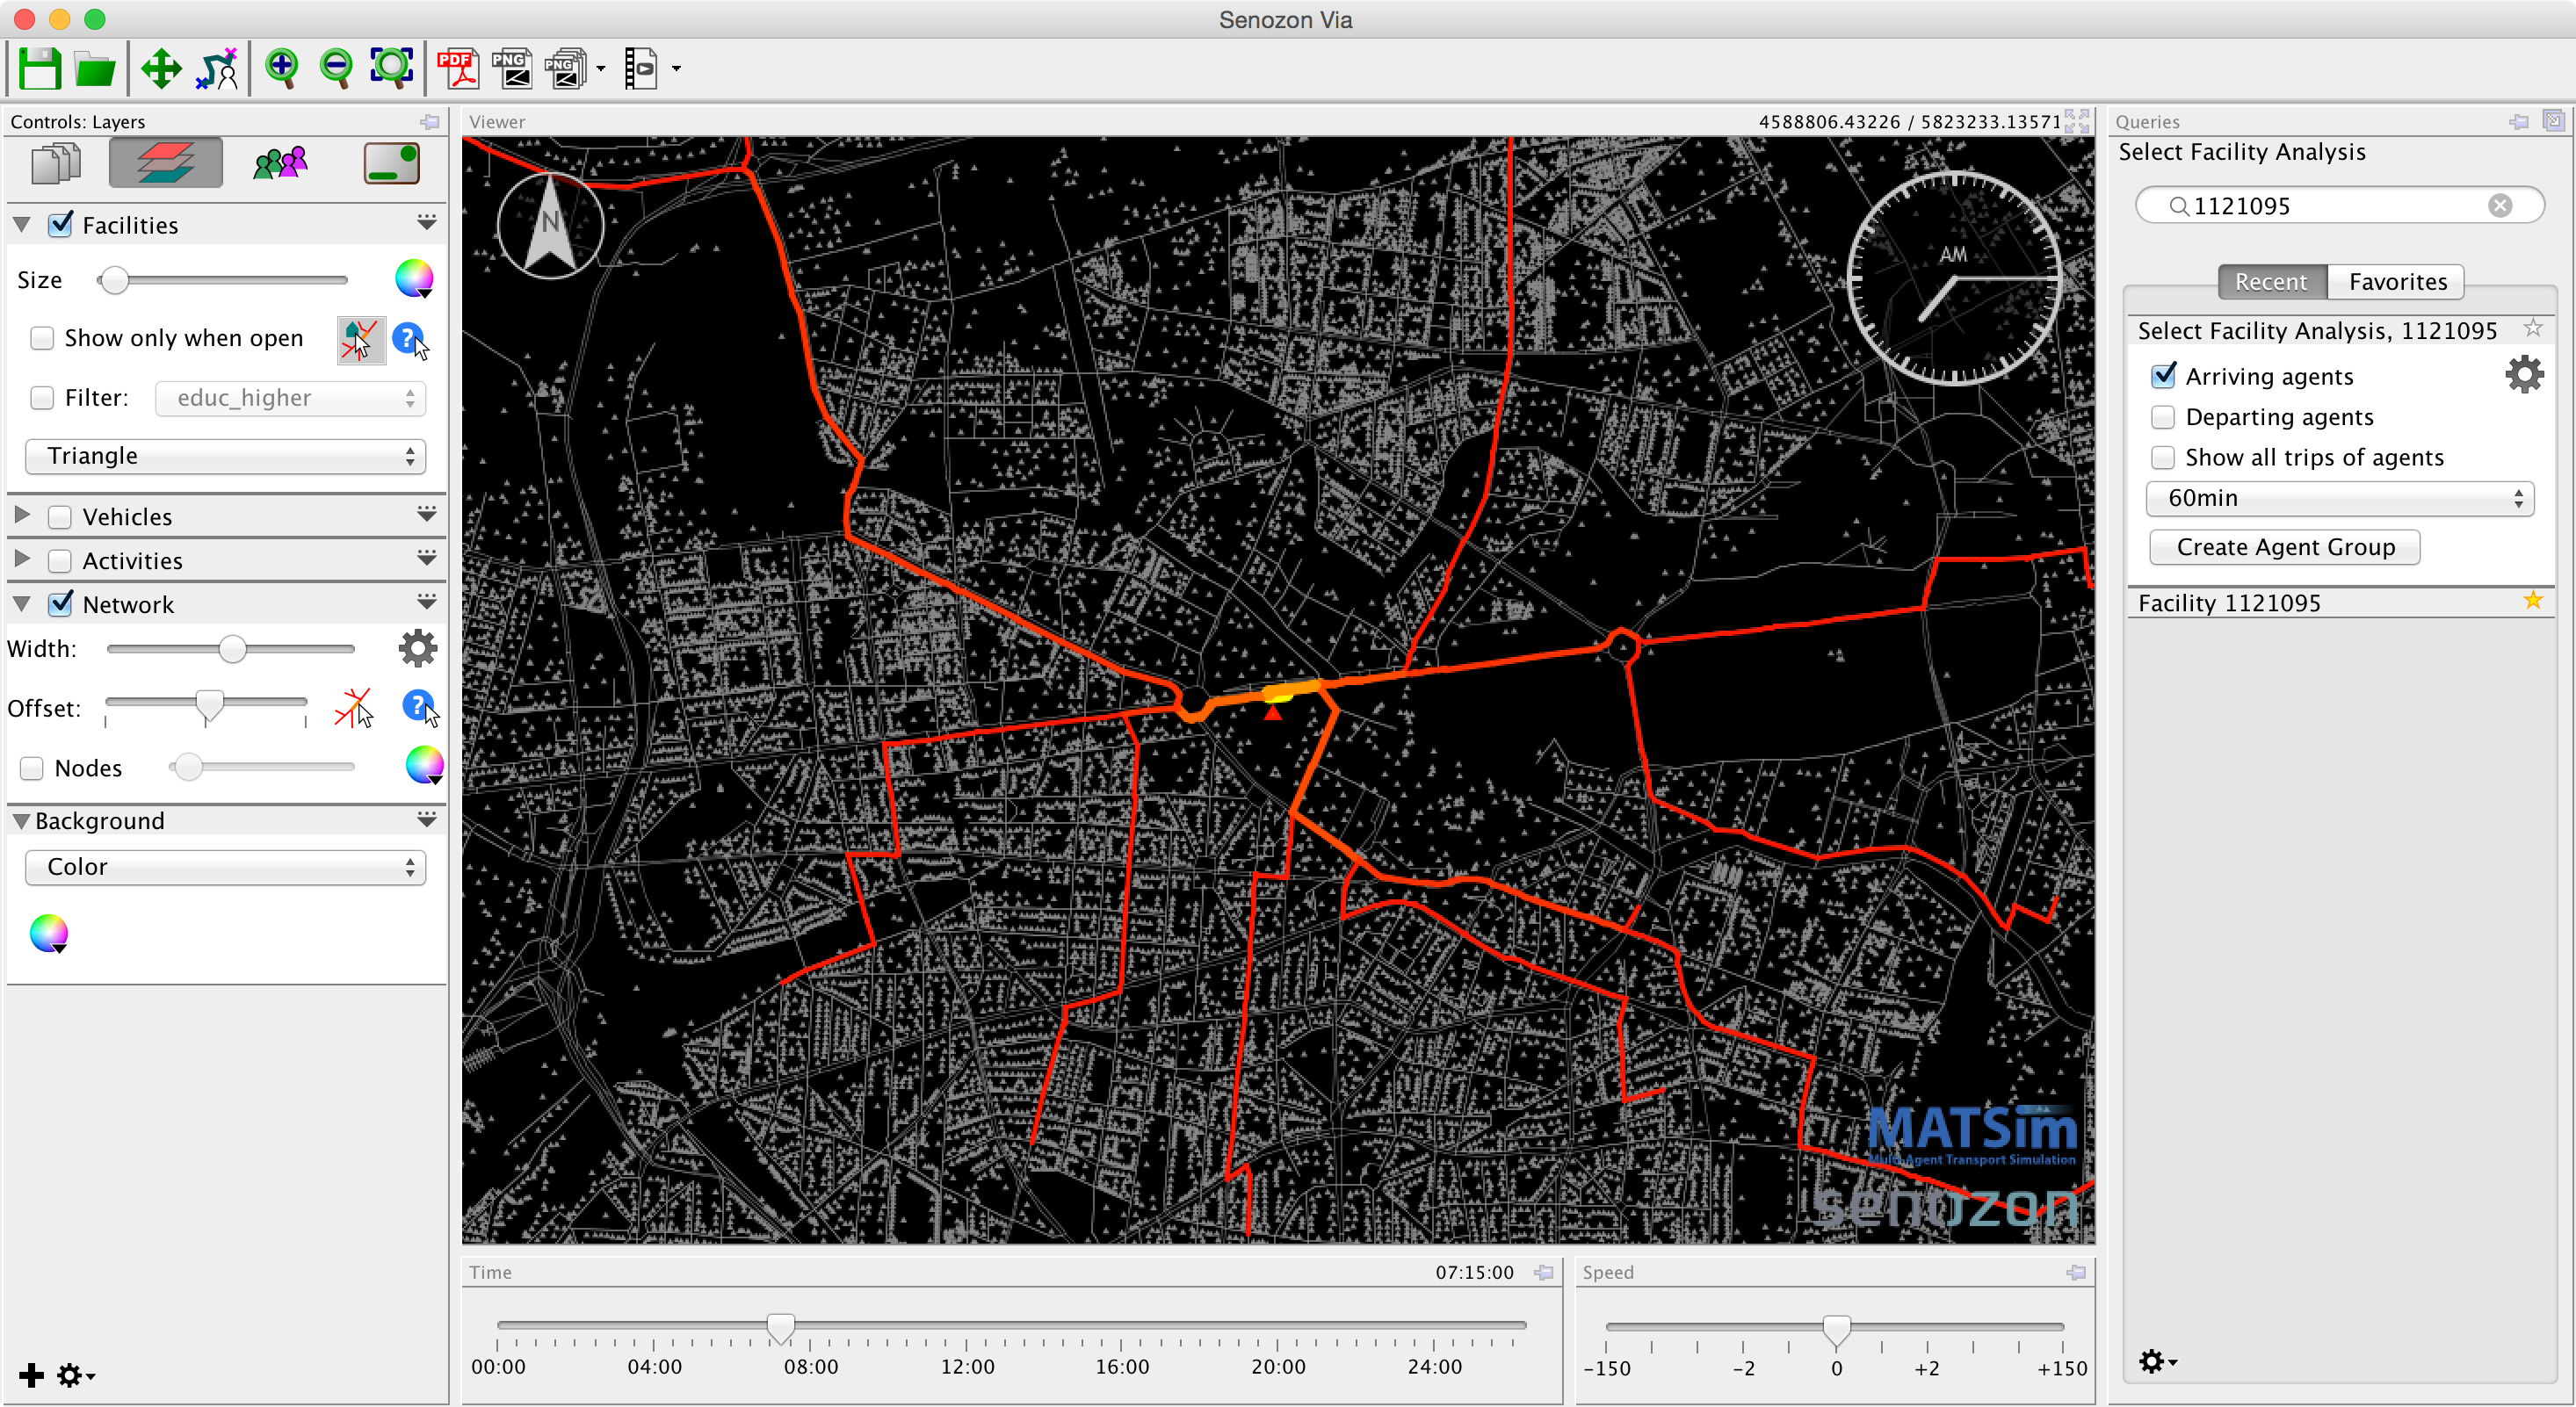 Senozon Via
PDF
PNG
PNG
Controls: Layers
Facilities
Size
Show only when open
?
Filter:
educ_higher
Triangle
Vehicles
Activities
Network
Width:
Offset:
?
Nodes
Background
Color
Viewer
4588806.43226 / 5823233.13571
N
AM
MATSim
Multi-Agent Transport Simulation
senozon
Time
07:15:00
00:00 04:00 08:00 12:00 16:00 20:00 24:00
Speed
-150 -2 0 +2 +150
Queries
Select Facility Analysis
1121095
Recent
Favorites
Select Facility Analysis, 1121095
Arriving agents
Departing agents
Show all trips of agents
60min
Create Agent Group
Facility 1121095